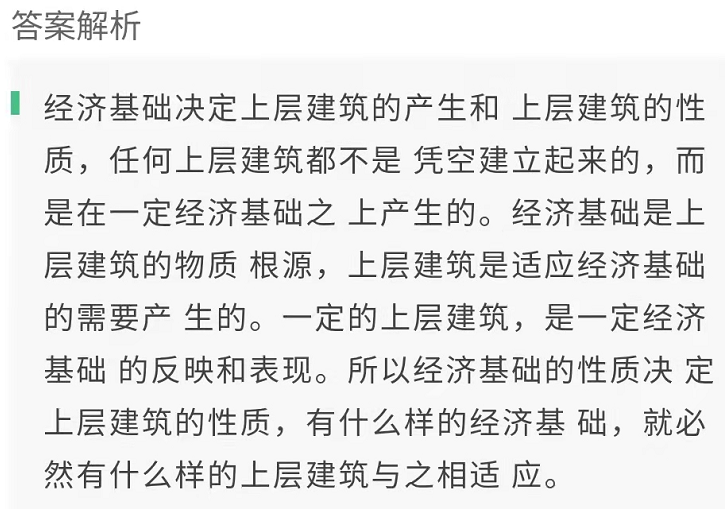 答案解析
经济基础决定上层建筑的产生和 上层建筑的性
质，任何上层建筑都不是 凭空建立起来的，而
是在一定经济基础之 上产生的。经济基础是上
层建筑的物质 根源，上层建筑是适应经济基础
的需要产 生的。一定的上层建筑，是一定经济
基础 的反映和表现。所以经济基础的性质决 定
上层建筑的性质，有什么样的经济基 础，就必
然有什么样的上层建筑与之相适 应。